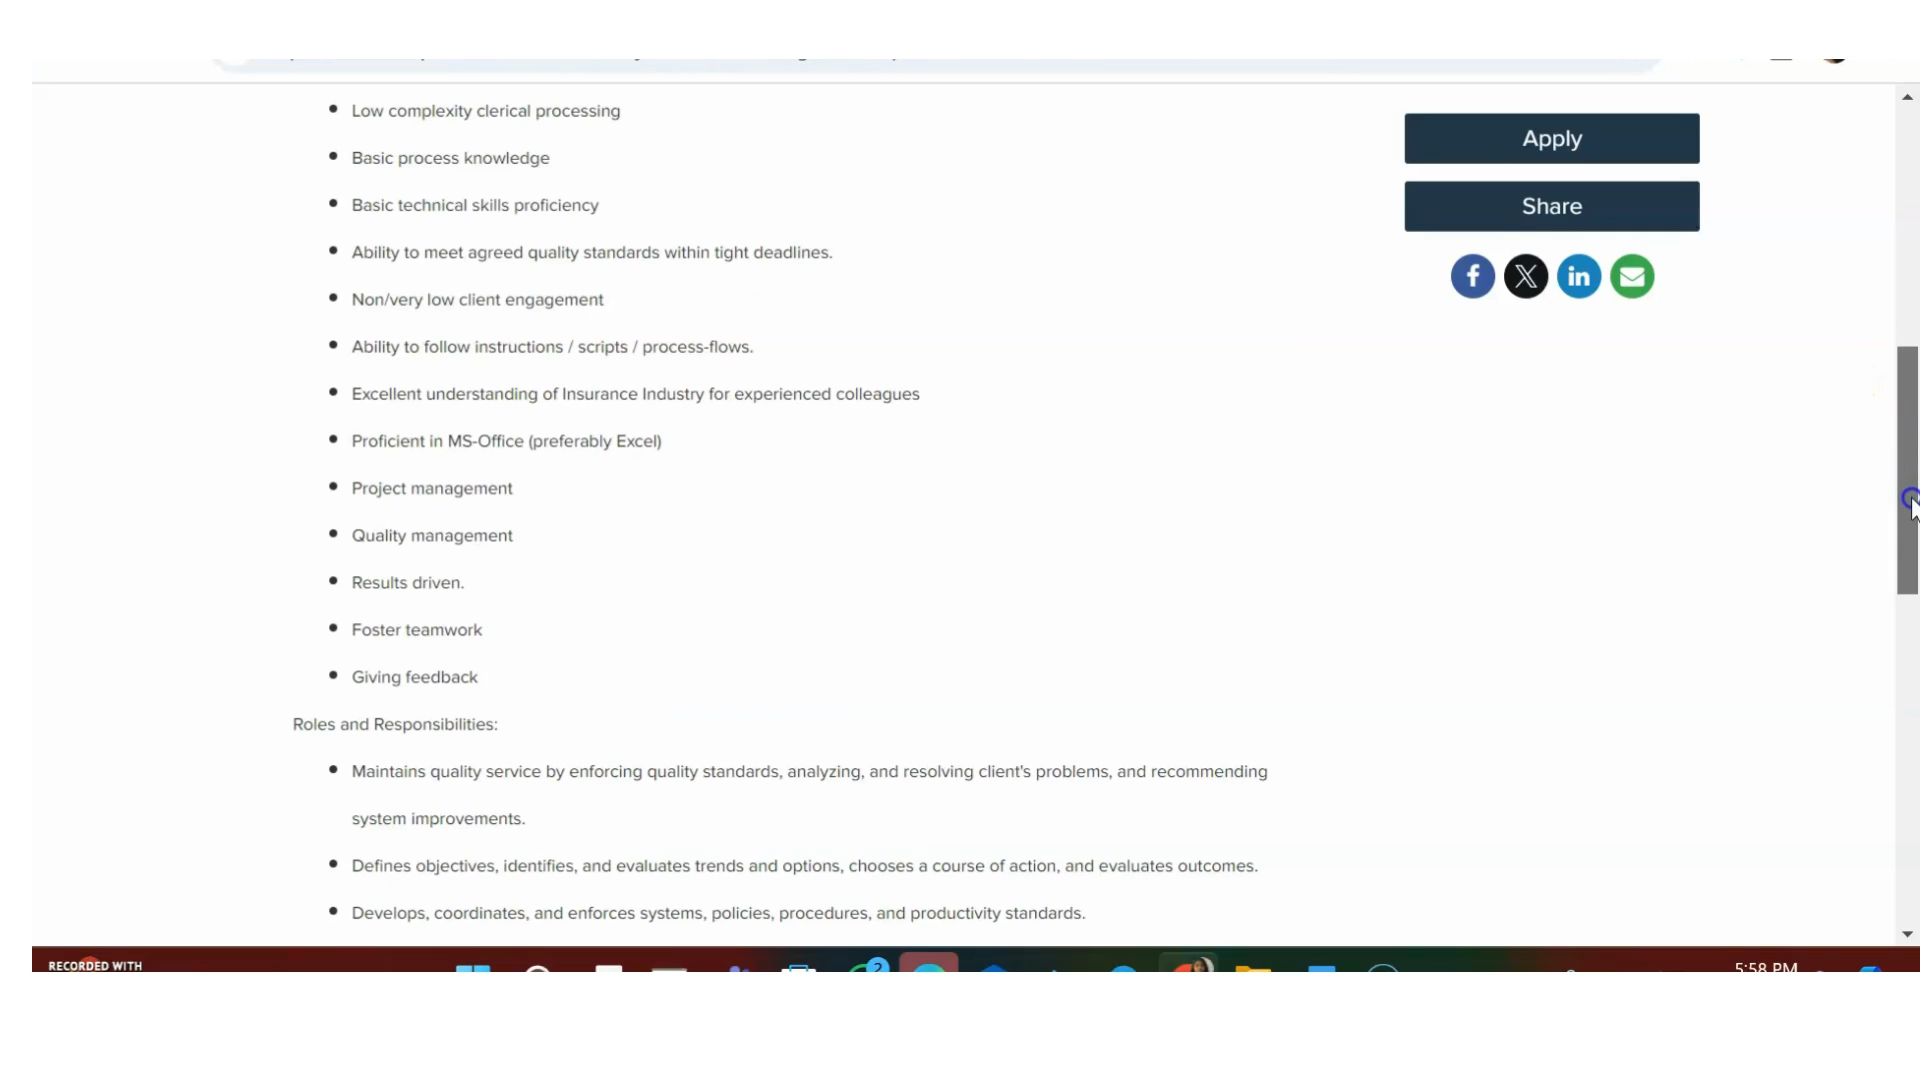 Low complexity clerical processing
Basic process knowledge
Basic technical skills proficiency
Ability to meet agreed quality standards within tight deadlines.
Non/very low client engagement
Ability to follow instructions / scripts / process-flows.
Excellent understanding of Insurance Industry for experienced colleagues
Proficient in MS-Office (preferably Excel)
Project management
Quality management
Results driven.
Foster teamwork
Giving feedback
Roles and Responsibilities:
Maintains quality service by enforcing quality standards, analyzing, and resolving client's problems, and recommending
system improvements.
Defines objectives, identifies, and evaluates trends and options, chooses a course of action, and evaluates outcomes.
Develops, coordinates, and enforces systems, policies, procedures, and productivity standards.
Apply
Share
RECORDED WITH
2
5:58 PM